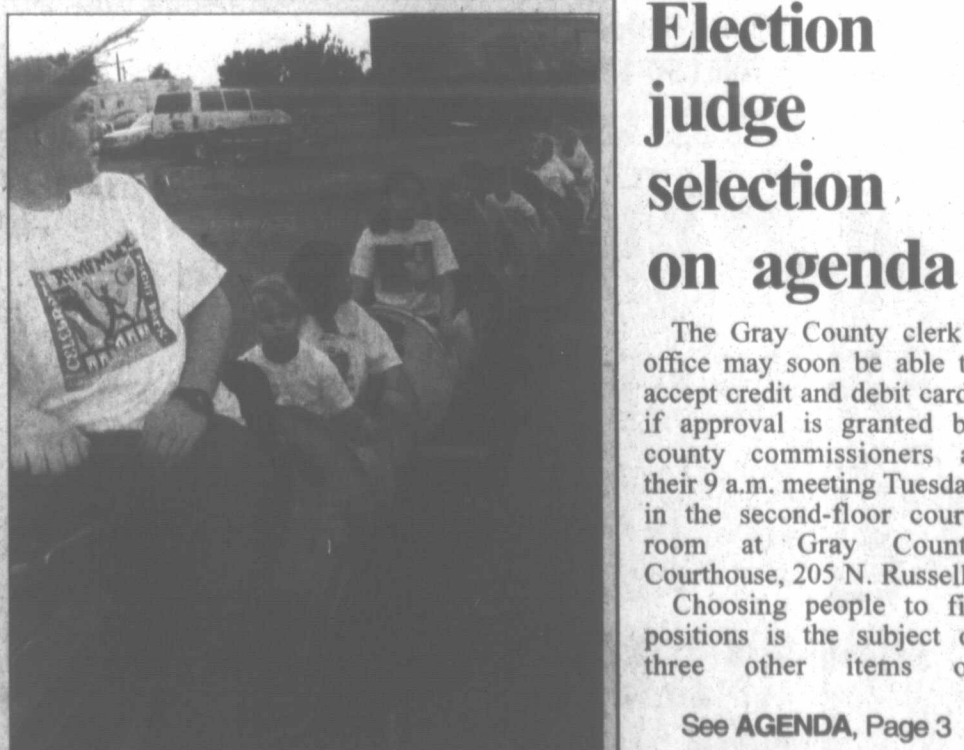 Election
judge
selection
on agenda
The Gray County clerk
office may soon be able
accept credit and debit card
if approval is granted
county commissioners
their 9 a.m. meeting Tuesda
in the second-floor cour
room at Gray Count
Courthouse, 205 N. Russell
Choosing people to fi
positions is the subject
three other items
See AGENDA, Page 3